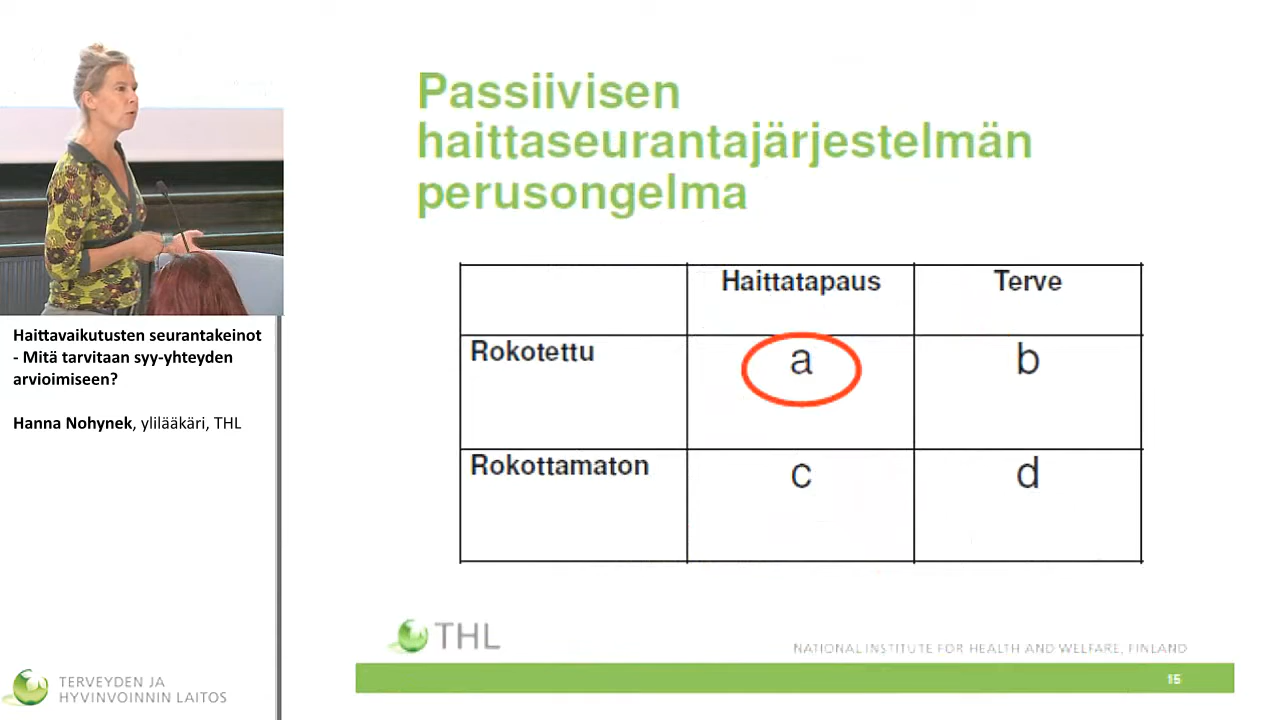 Passiivisen
haittaseurantajärjestelmän
perusongelma
Haittatapaus Terve
Rokotettu a b
Rokottamaton c d
Haittavaikutusten seurantakeinot
- Mitä tarvitaan syy-yhteyden
arvioimiseen?
Hanna Nohynek, ylilääkäri, THL
THL
NATIONAL INSTITUTE FOR HEALTH AND WELFARE, FINLAND
15
TERVEYDEN JA
HYVINVOINNIN LAITOS